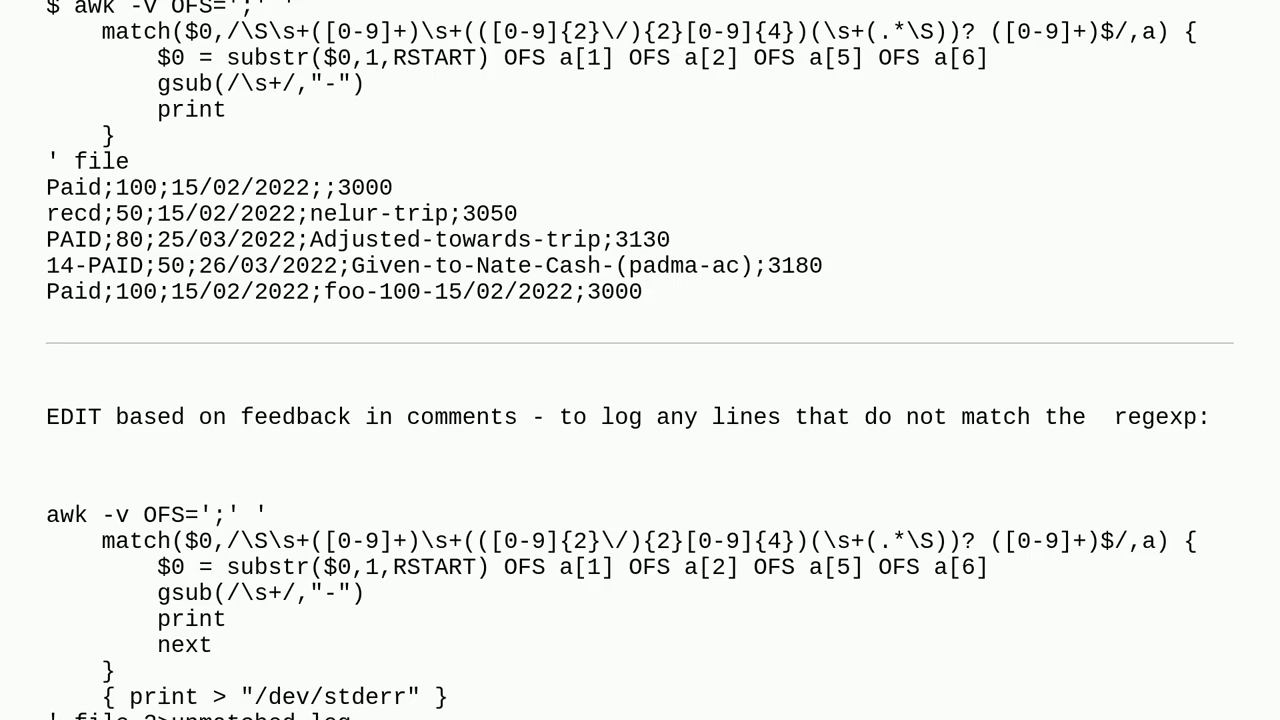 $ awk -v OFS=';' '
    match($0,/\S\s+([0-9]+)\s+(([0-9]{2}\/){2}[0-9]{4})(\s+(.*\S))? ([0-9]+)$/,a) {
        $0 = substr($0,1,RSTART) OFS a[1] OFS a[2] OFS a[5] OFS a[6]
        gsub(/\s+/,"-")
        print
    }
' file
Paid;100;15/02/2022;;3000
recd;50;15/02/2022;nelur-trip;3050
PAID;80;25/03/2022;Adjusted-towards-trip;3130
14-PAID;50;26/03/2022;Given-to-Nate-Cash-(padma-ac);3180
Paid;100;15/02/2022;foo-100-15/02/2022;3000
EDIT based on feedback in comments - to log any lines that do not match the  regexp:
awk -v OFS=';' '
    match($0,/\S\s+([0-9]+)\s+(([0-9]{2}\/){2}[0-9]{4})(\s+(.*\S))? ([0-9]+)$/,a) {
        $0 = substr($0,1,RSTART) OFS a[1] OFS a[2] OFS a[5] OFS a[6]
        gsub(/\s+/,"-")
        print
        next
    }
    { print > "/dev/stderr" }
' file 2>unmatched.log